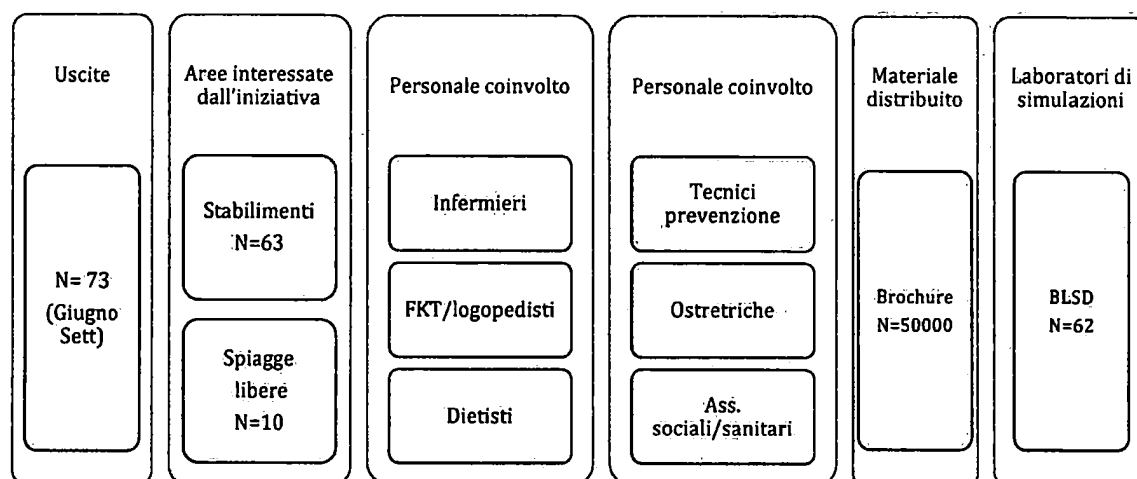 Uscite
N= 73
(Giugno
Sett)
Aree interessate
dall'iniziativa
Stabilimenti
N=63
Spiagge
libere
N=10
Personale coinvolto
Infermieri
FKT/logopedisti
Dietisti
Personale coinvolto
Tecnici
prevenzione
Ostretriche
Ass.
sociali/sanitari
Materiale
distribuito
Brochure
N=50000
Laboratori di
simulazioni
BLSD
N=62